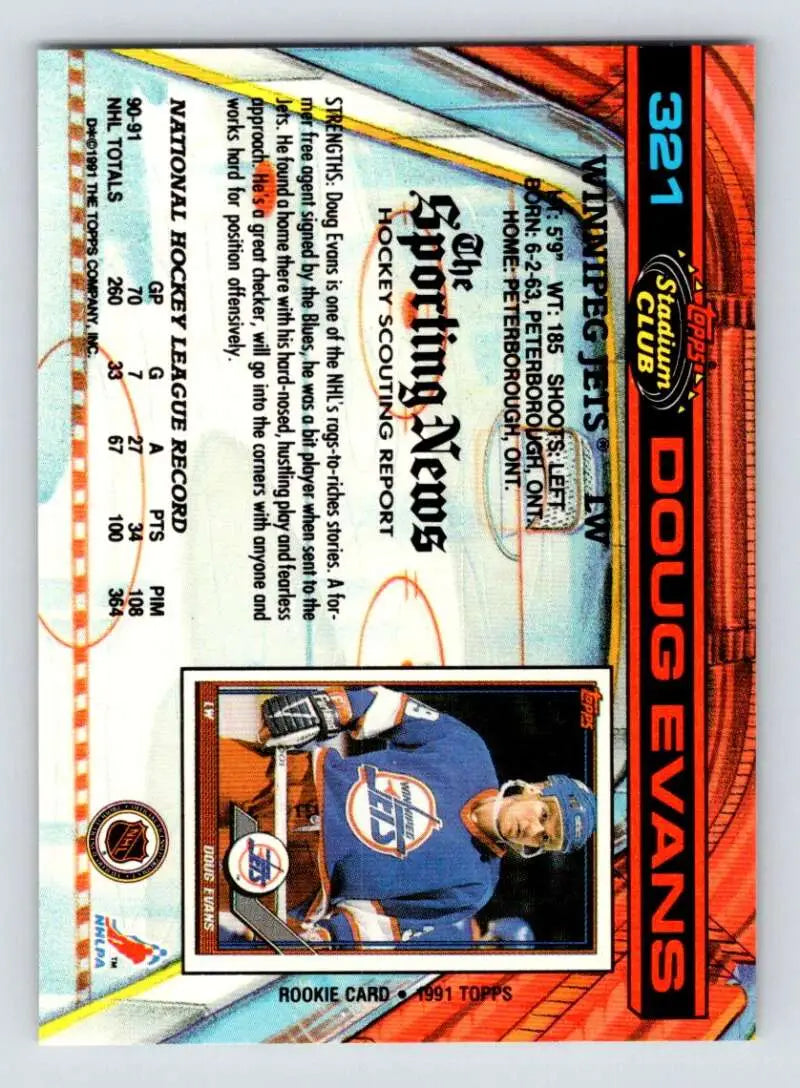 321
Topps®
Stadium
CLUB
DOUG EVANS
WINNIPEG JETS® LW
HT: 5'9" WT: 185 SHOOTS: LEFT
BORN: 6-2-63, PETERBOROUGH, ONT.
HOME: PETERBOROUGH, ONT.
The
Sporting News
HOCKEY SCOUTING REPORT
STRENGTHS: Doug Evans is one of the NHL's rags-to-riches stories. A for-
mer free agent signed by the Blues, he was a bit player when sent to the
Jets. He found a home there with his hard-nosed, hustling play and fearless
approach. He's a great checker, will go into the corners with anyone and
works hard for position offensively.
NATIONAL HOCKEY LEAGUE RECORD
GP G A PTS PIM
90-91 70 7 27 34 108
NHL TOTALS 260 33 67 100 364
D*©1991 THE TOPPS COMPANY, INC.
Topps
WINNIPEG
JETS
JETS
LW
DOUG EVANS
ROOKIE CARD • 1991 TOPPS
NHL
NHLPA™